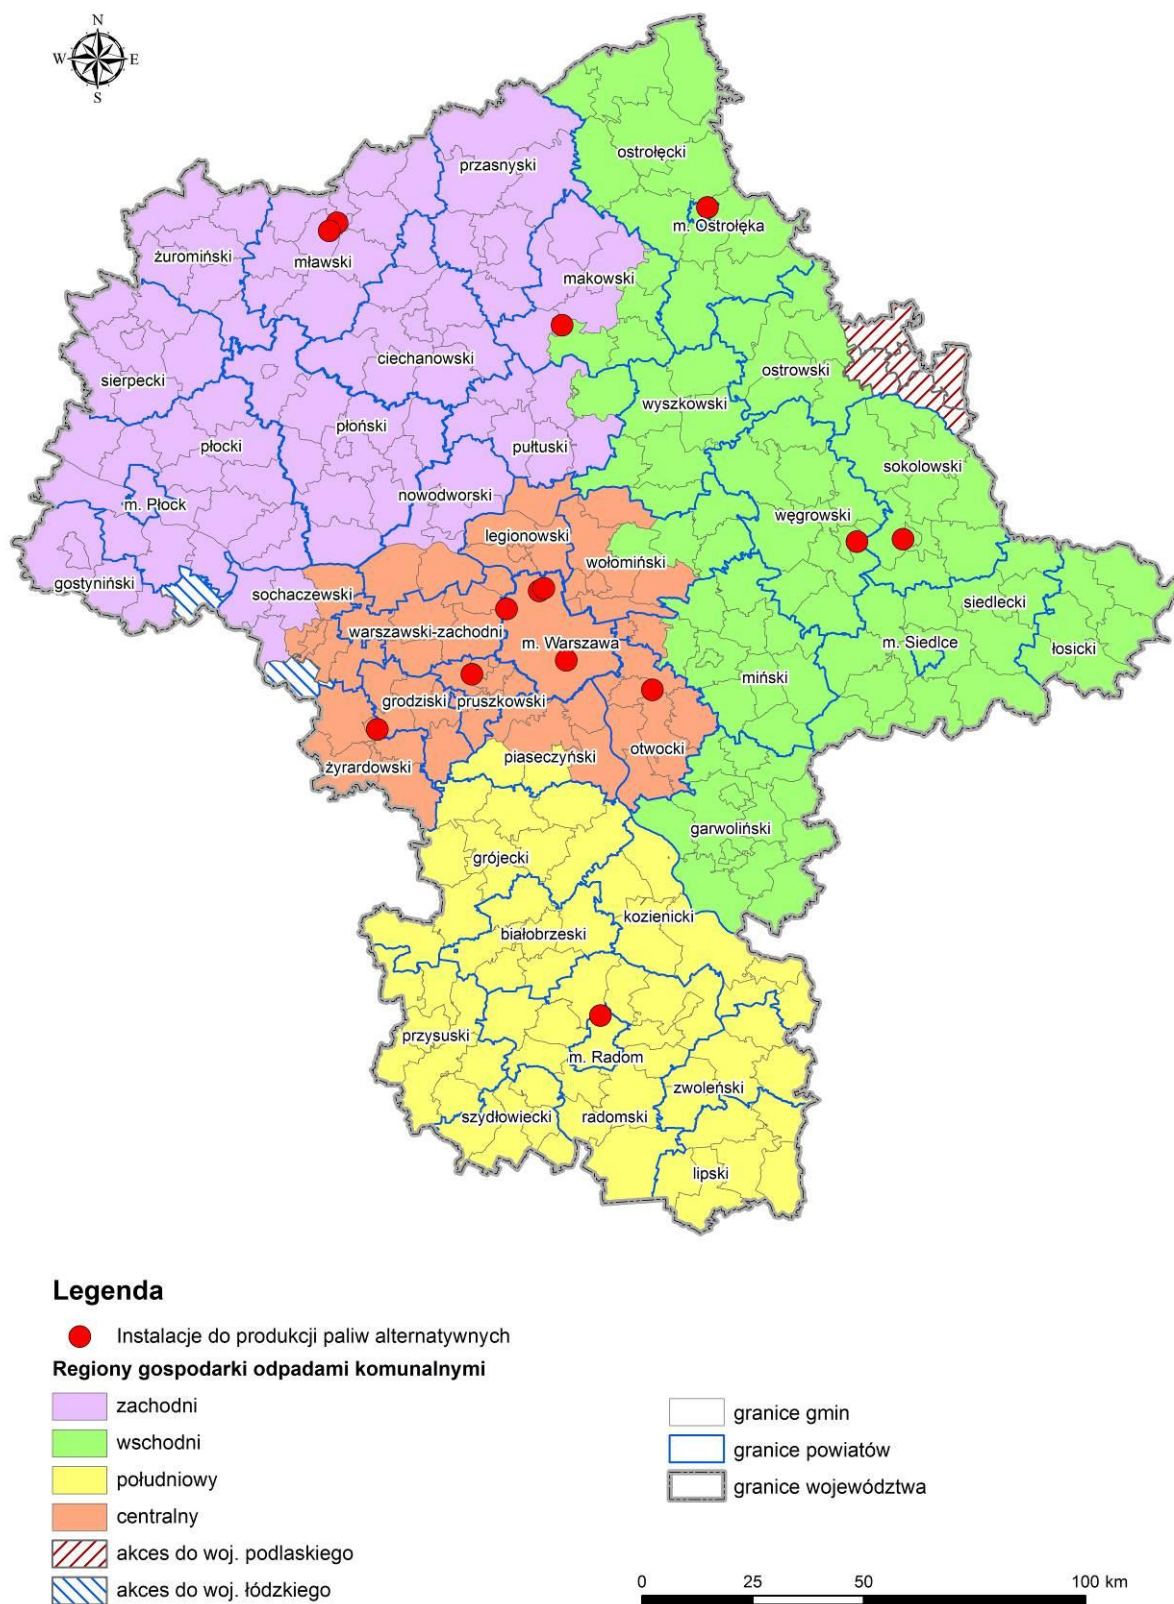 N
W E
S
ostrołęcki
przasnyski
m. Ostrołęka
żuromiński
mławski
makowski
ciechanowski
ostrowski
sierpecki
wyszkowski
płoński
płocki
pułtuski
sokolowski
nowodworski
m. Płock
węgrowski
legionowski
wołomiński
gostyniński
sochaczewski
siedlecki
warszawski-zachodni
m. Warszawa
m. Siedlce
łosicki
miński
grodziski
pruszkowski
otwocki
piaseczyński
żyrardowski
garwoliński
grójecki
kozienicki
białobrzeski
przysuski
m. Radom
zwoleński
szydłowiecki
radomski
lipski
Legenda
Instalacje do produkcji paliw alternatywnych
Regiony gospodarki odpadami komunalnymi
zachodni
wschodni
południowy
centralny
akces do woj. podlaskiego
akces do woj. łódzkiego
granice gmin
granice powiatów
granice województwa
0 25 50 100 km